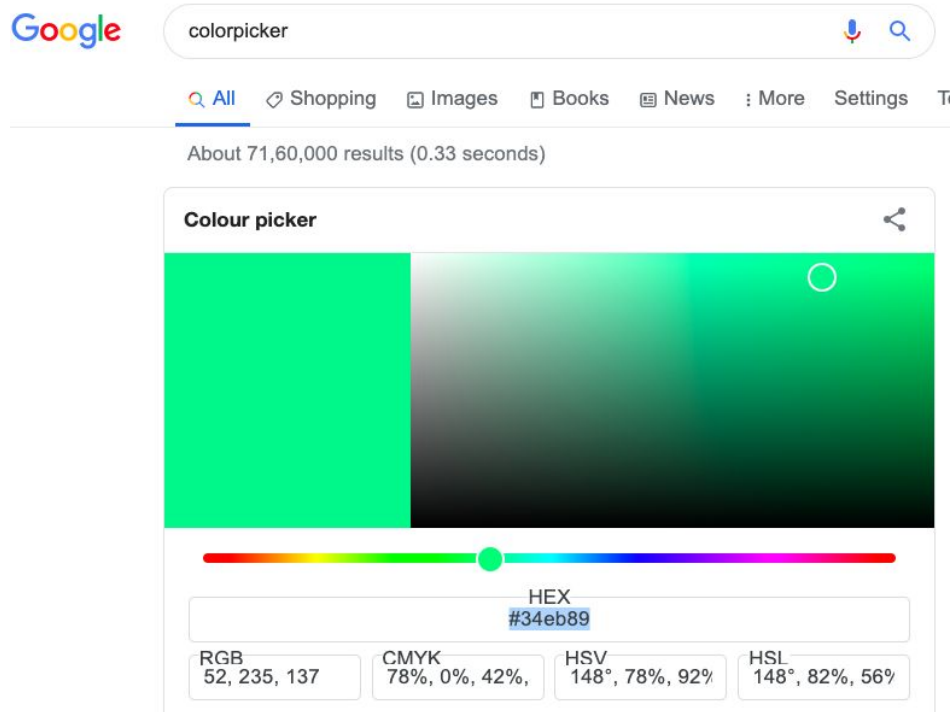 Google colorpicker
All Shopping Images Books News More Settings
About 71,60,000 results (0.33 seconds)
Colour picker
HEX
#34eb89
RGB CMYK HSV HSL
52, 235, 137 78%, 0%, 42%, 148°, 78%, 92% 148°, 82%, 56%